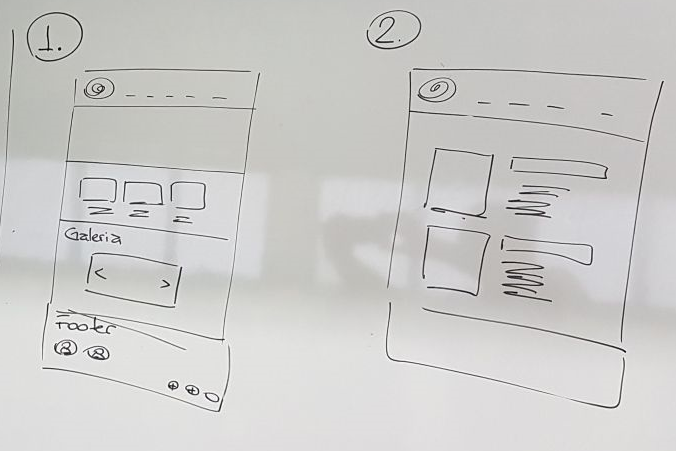 1.
2.
Galeria
< >
Footer